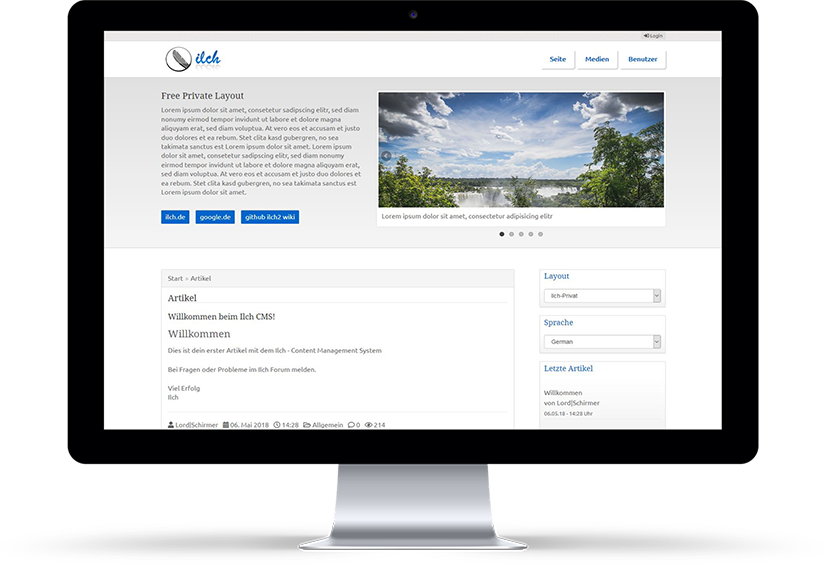 Login
ilch
Seite
Medien
Benutzer
Free Private Layout
Lorem ipsum dolor sit amet, consetetur sadipscing elitr, sed diam
nonumy eirmod tempor invidunt ut labore et dolore magna
aliquyam erat, sed diam voluptua. At vero eos et accusam et justo
duo dolores et ea rebum. Stet clita kasd gubergren, no sea
takimata sanctus est Lorem ipsum dolor sit amet. Lorem ipsum
dolor sit amet, consetetur sadipscing elitr, sed diam nonumy
eirmod tempor invidunt ut labore et dolore magna aliquyam erat,
sed diam voluptua. At vero eos et accusam et justo duo dolores et
ea rebum. Stet clita kasd gubergren, no sea takimata sanctus est
Lorem ipsum dolor sit amet.
ilch.de
google.de
github ilch2 wiki
Lorem ipsum dolor sit amet, consectetur adipisicing elitr
Start » Artikel
Artikel
Willkommen beim Ilch CMS!
Willkommen
Dies ist dein erster Artikel mit dem Ilch - Content Management System
Bei Fragen oder Probleme im Ilch Forum melden.
Viel Erfolg
Ilch
Lord|Schirmer 06. Mai 2018 14:28 Allgemein 0 214
Layout
Ilch-Privat
Sprache
German
Letzte Artikel
Willkommen
von Lord|Schirmer
06.05.18 - 14:28 Uhr